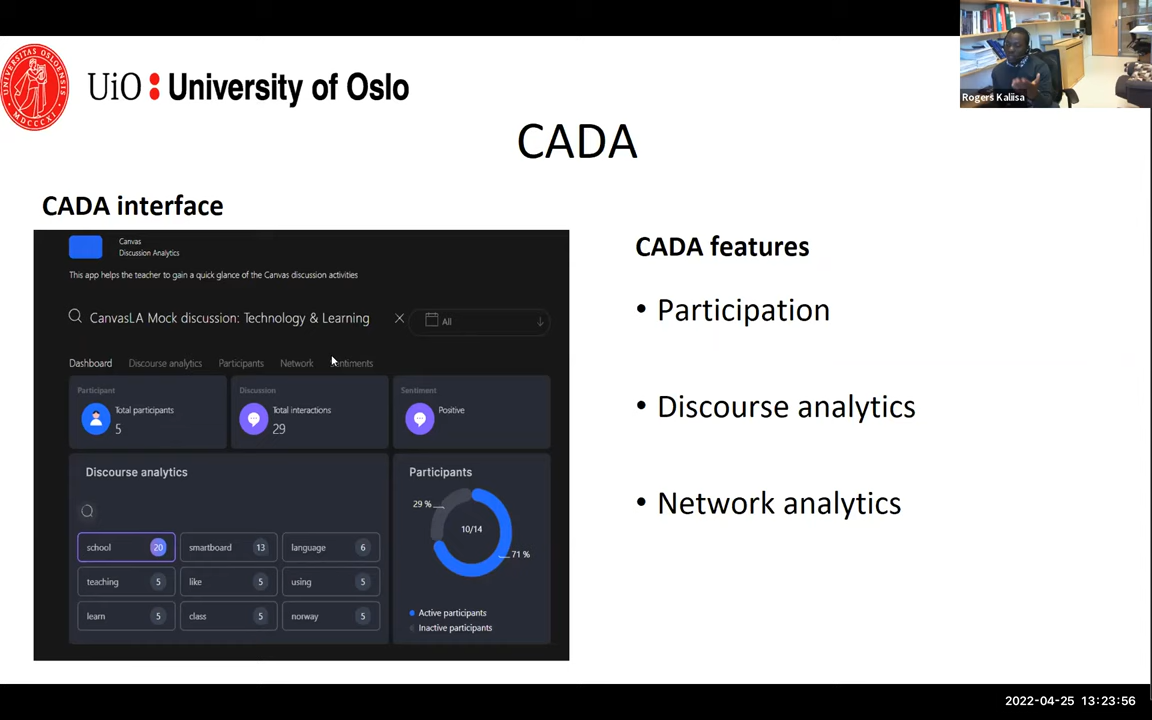 Rogers Kaliisa
UNIVERSITAS OSLOENSIS
MDCCCXI
UiO : University of Oslo
CADA
CADA interface
Canvas
Discussion Analytics
This app helps the teacher to gain a quick glance of the Canvas discussion activities
CanvasLA Mock discussion: Technology & Learning
All
Dashboard Discourse analytics Participants Network
Participant
Total participants
5
Discussion
Total interactions
29
Sentiment
Positive
Discourse analytics
school 20 smartboard 13 language 6
teaching 5 like 5 using 5
learn 5 class 5 norway 5
Participants
29 %
10/14
71 %
Active participants
Inactive participants
CADA features
• Participation
• Discourse analytics
• Network analytics
2022-04-25 13:23:56